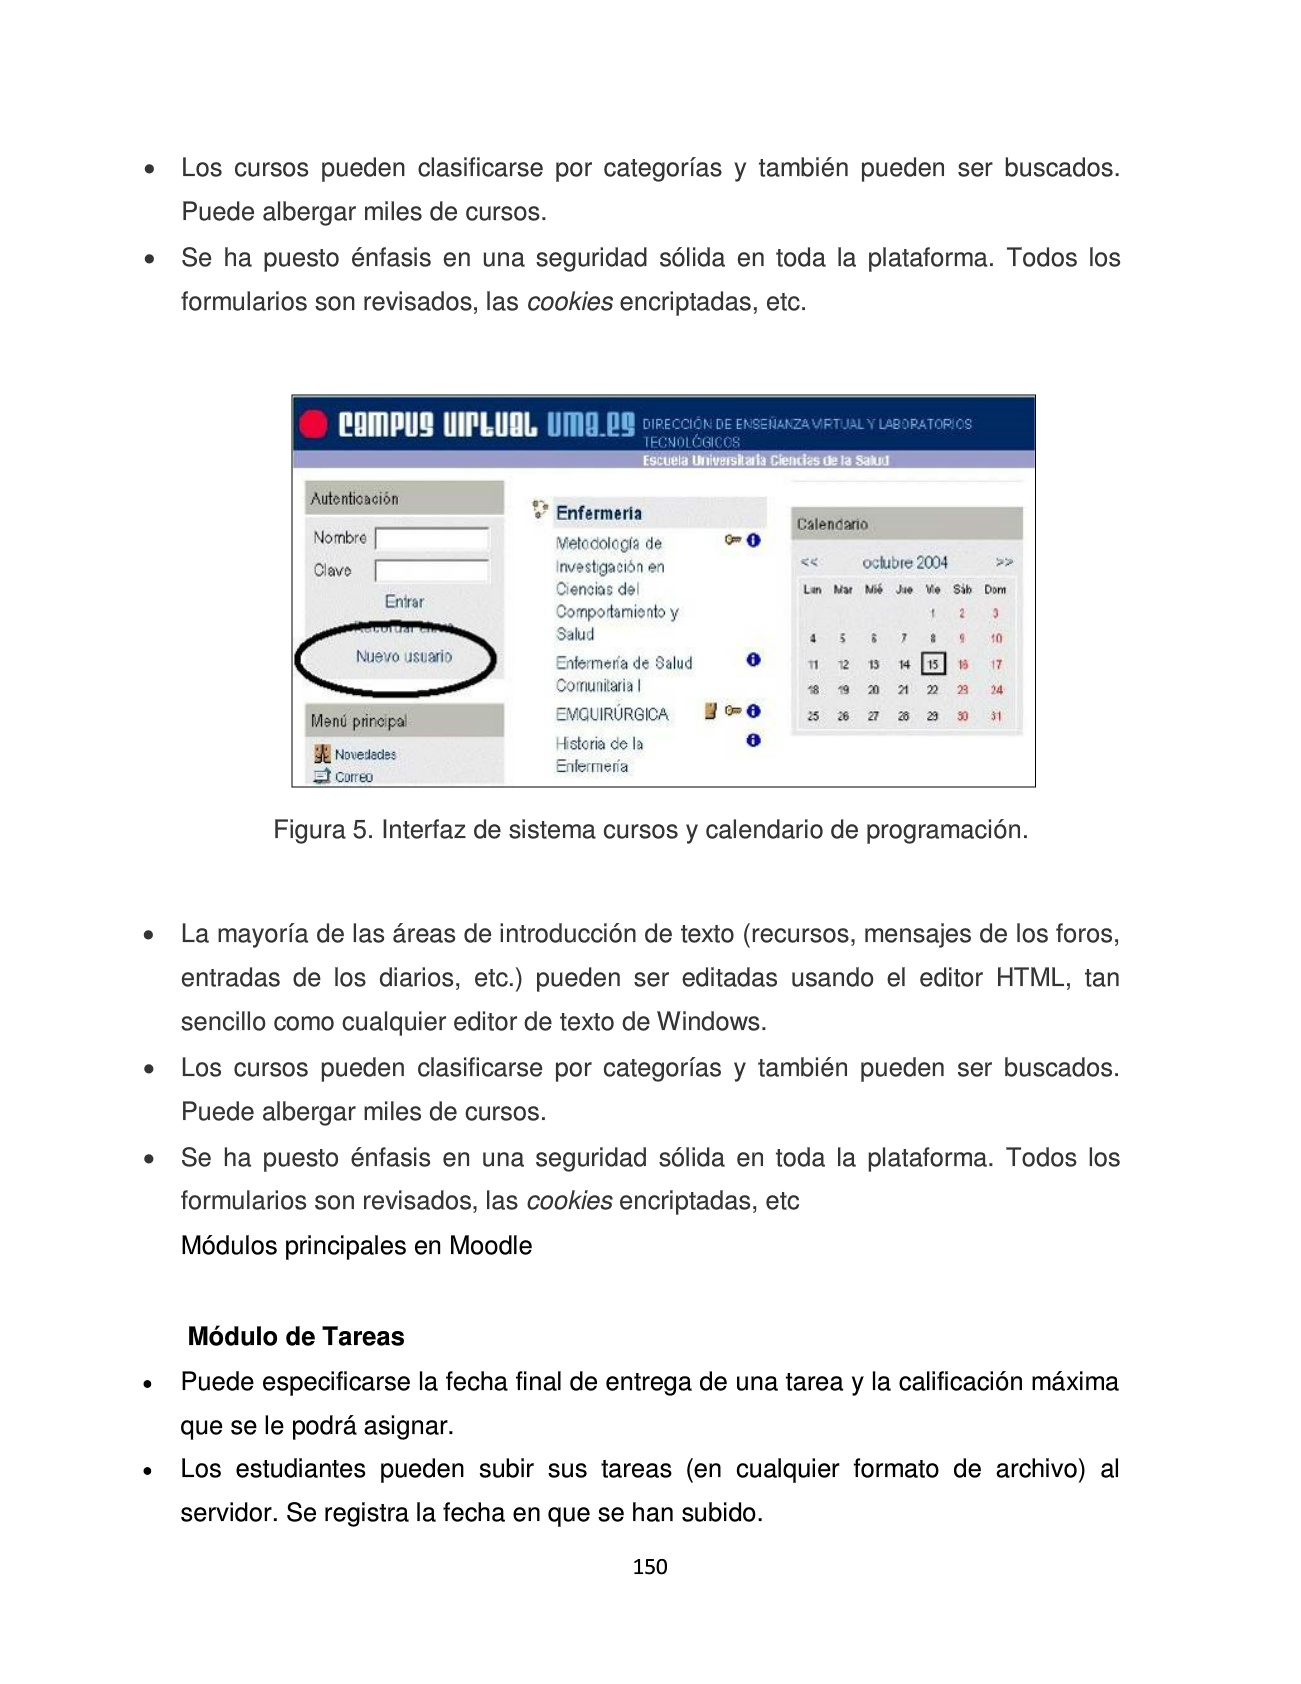 • Los cursos pueden clasificarse por categorías y también pueden ser buscados.
Puede albergar miles de cursos.
• Se ha puesto énfasis en una seguridad sólida en toda la plataforma. Todos los
formularios son revisados, las cookies encriptadas, etc.
CAMPUS VIRTUAL UMA.ES DIRECCIÓN DE ENSEÑANZA VIRTUAL Y LABORATORIOS
TECNOLÓGICOS
Escuela Universitaria Ciencias de la Salud
Autenticación
Nombre
Clave
Entrar
Nuevo usuario
Menú principal
Novedades
Correo
Enfermería
Metodología de
Investigación en
Ciencias del
Comportamiento y
Salud
Enfermería de Salud
Comunitaria I
EMQUIRÚRGICA
Historia de la
Enfermería
Calendario
<< octubre 2004 >>
Lun Mar Mié Jue Vie Sáb Dom
1 2 3
4 5 6 7 8 9 10
11 12 13 14 15 16 17
18 19 20 21 22 23 24
25 26 27 28 29 30 31
Figura 5. Interfaz de sistema cursos y calendario de programación.
• La mayoría de las áreas de introducción de texto (recursos, mensajes de los foros,
entradas de los diarios, etc.) pueden ser editadas usando el editor HTML, tan
sencillo como cualquier editor de texto de Windows.
• Los cursos pueden clasificarse por categorías y también pueden ser buscados.
Puede albergar miles de cursos.
• Se ha puesto énfasis en una seguridad sólida en toda la plataforma. Todos los
formularios son revisados, las cookies encriptadas, etc
Módulos principales en Moodle
Módulo de Tareas
• Puede especificarse la fecha final de entrega de una tarea y la calificación máxima
que se le podrá asignar.
• Los estudiantes pueden subir sus tareas (en cualquier formato de archivo) al
servidor. Se registra la fecha en que se han subido.
150